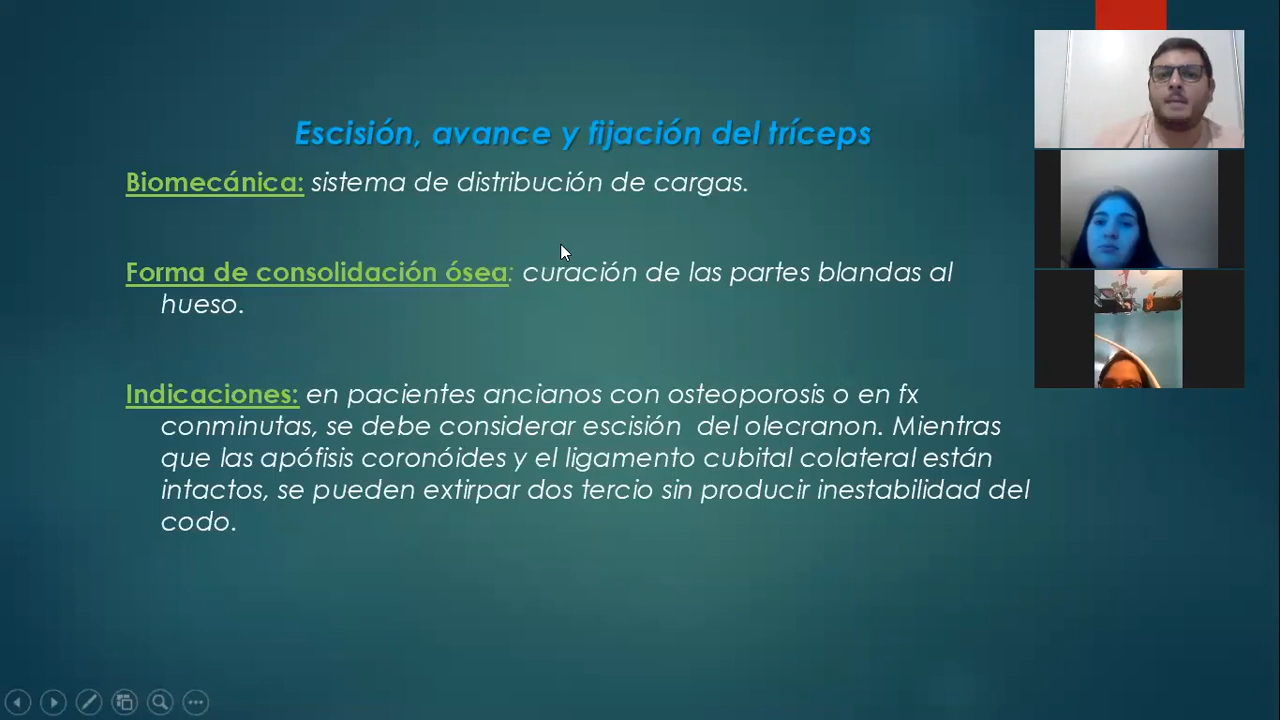 Escisión, avance y fijación del tríceps
Biomecánica: sistema de distribución de cargas.
Forma de consolidación ósea: curación de las partes blandas al
hueso.
Indicaciones: en pacientes ancianos con osteoporosis o en fx
conminutas, se debe considerar escisión  del olecranon. Mientras
que las apófisis coronóides y el ligamento cubital colateral están
intactos, se pueden extirpar dos tercio sin producir inestabilidad del
codo.